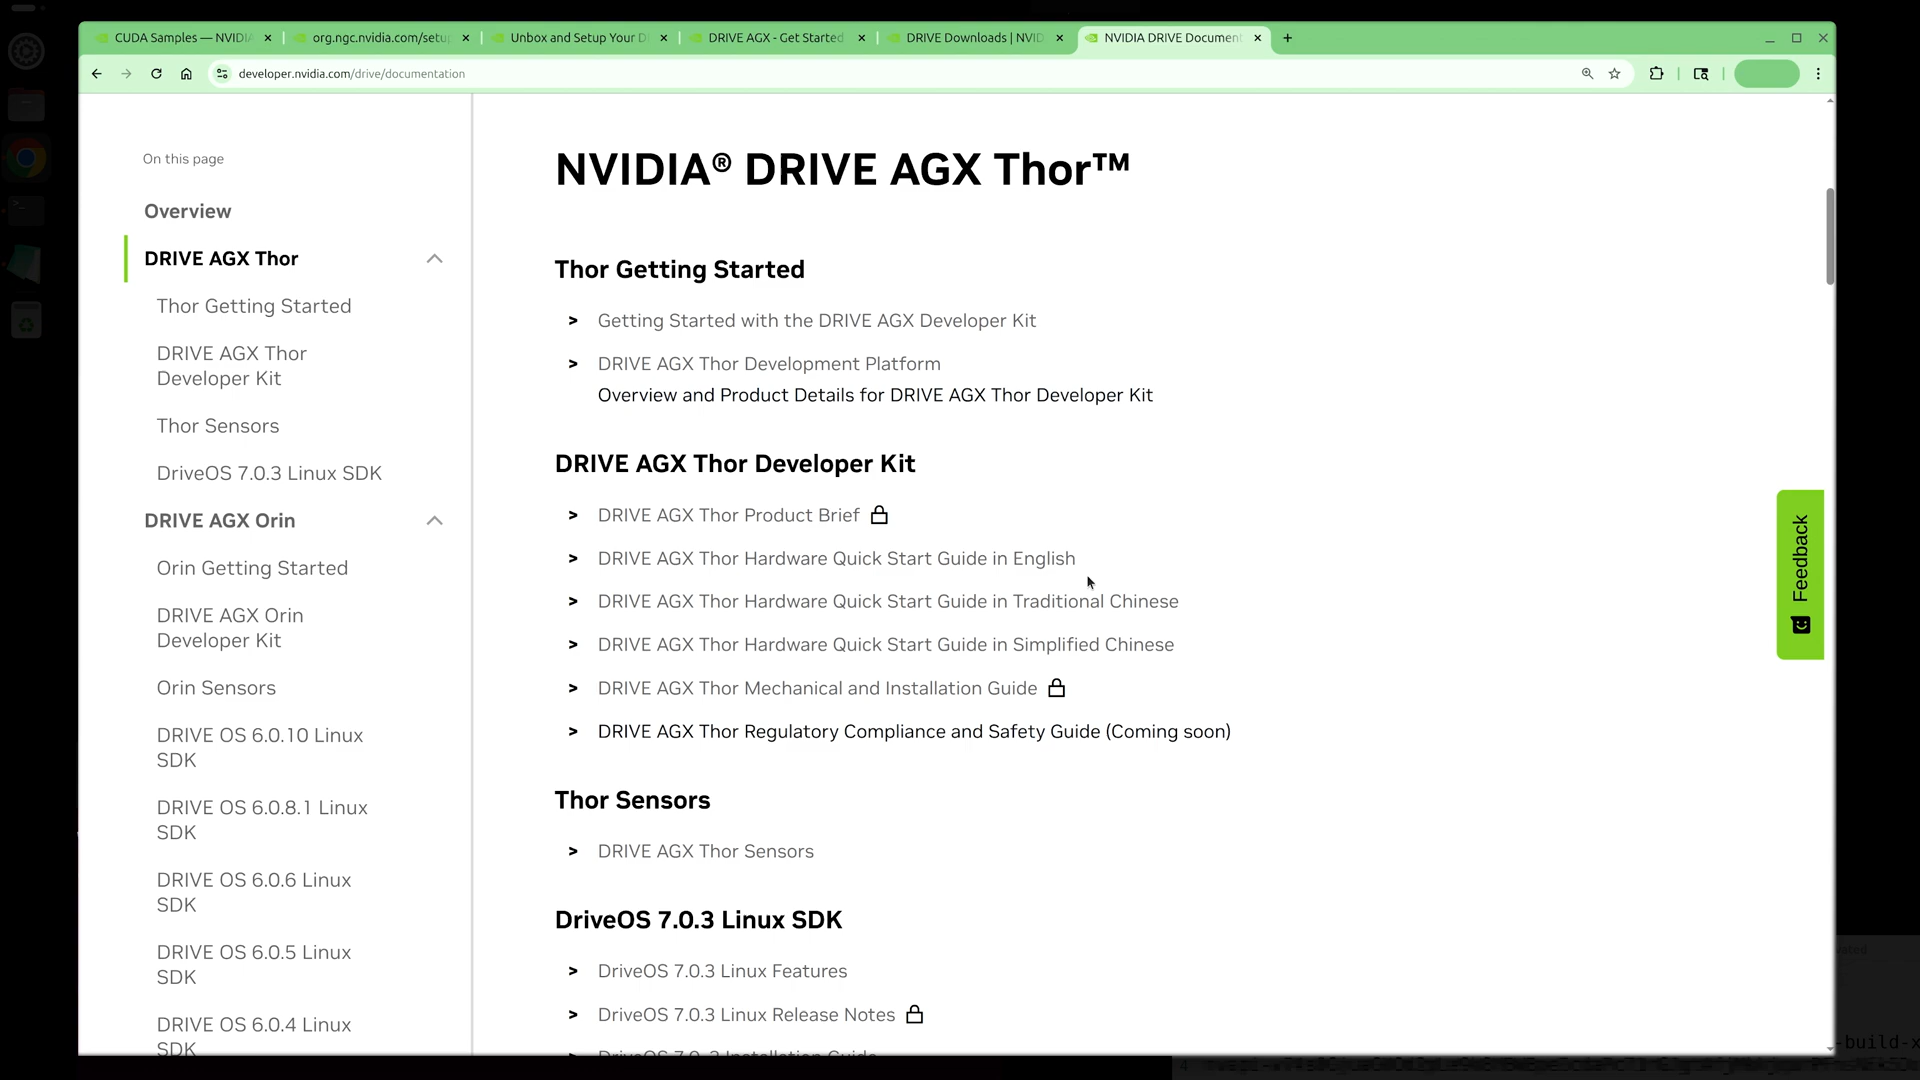 CUDA Samples — NVIDIA
org.ngc.nvidia.com/setup
Unbox and Setup Your D
DRIVE AGX - Get Started
DRIVE Downloads | NVID
NVIDIA DRIVE Document
developer.nvidia.com/drive/documentation
On this page
Overview
DRIVE AGX Thor
Thor Getting Started
DRIVE AGX Thor
Developer Kit
Thor Sensors
DriveOS 7.0.3 Linux SDK
DRIVE AGX Orin
Orin Getting Started
DRIVE AGX Orin
Developer Kit
Orin Sensors
DRIVE OS 6.0.10 Linux
SDK
DRIVE OS 6.0.8.1 Linux
SDK
DRIVE OS 6.0.6 Linux
SDK
DRIVE OS 6.0.5 Linux
SDK
DRIVE OS 6.0.4 Linux
SDK
NVIDIA® DRIVE AGX Thor™
Thor Getting Started
> Getting Started with the DRIVE AGX Developer Kit
> DRIVE AGX Thor Development Platform
Overview and Product Details for DRIVE AGX Thor Developer Kit
DRIVE AGX Thor Developer Kit
> DRIVE AGX Thor Product Brief
> DRIVE AGX Thor Hardware Quick Start Guide in English
> DRIVE AGX Thor Hardware Quick Start Guide in Traditional Chinese
> DRIVE AGX Thor Hardware Quick Start Guide in Simplified Chinese
> DRIVE AGX Thor Mechanical and Installation Guide
> DRIVE AGX Thor Regulatory Compliance and Safety Guide (Coming soon)
Thor Sensors
> DRIVE AGX Thor Sensors
DriveOS 7.0.3 Linux SDK
> DriveOS 7.0.3 Linux Features
> DriveOS 7.0.3 Linux Release Notes
Feedback
-build-x